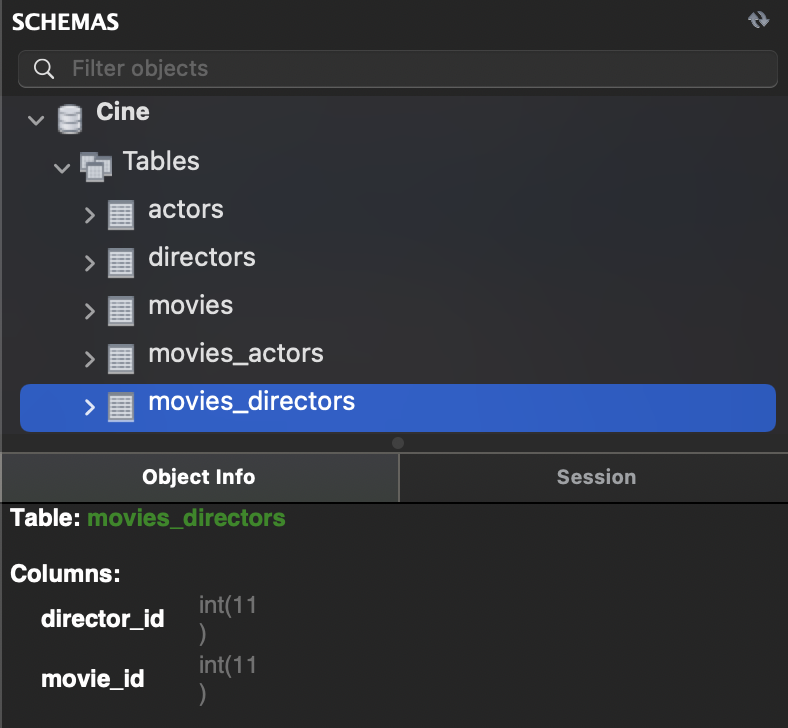 SCHEMAS
Filter objects
Cine
Tables
actors
directors
movies
movies_actors
movies_directors
Object Info
Session
Table: movies_directors
Columns:
director_id int(11
)
movie_id int(11
)